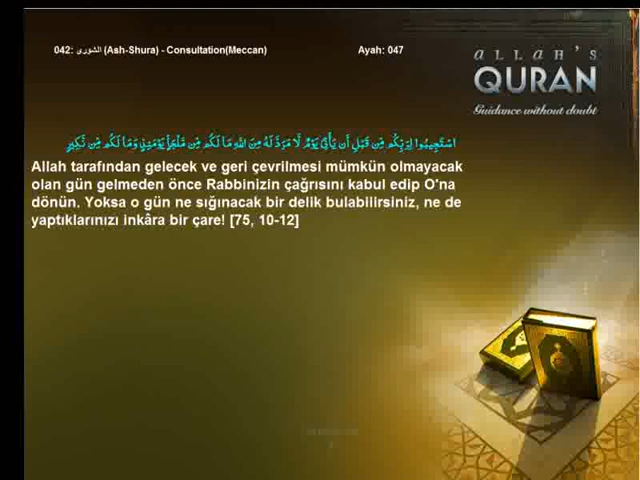 042: الشورى (Ash-Shura) - Consultation(Meccan) Ayah: 047
ALLAH'S
QURAN
Guidance without doubt
اسْتَجِيبُوا لِرَبِّكُم مِّن قَبْلِ أَن يَأْتِيَ يَوْمٌ لَّا مَرَدَّ لَهُ مِنَ اللَّهِ مَا لَكُم مِّن مَّلْجَأٍ يَوْمَئِذٍ وَمَا لَكُم مِّن نَّكِيرٍ
Allah tarafından gelecek ve geri çevrilmesi mümkün olmayacak
olan gün gelmeden önce Rabbinizin çağrısını kabul edip O'na
dönün. Yoksa o gün ne sığınacak bir delik bulabilirsiniz, ne de
yaptıklarınızı inkâra bir çare! [75, 10-12]